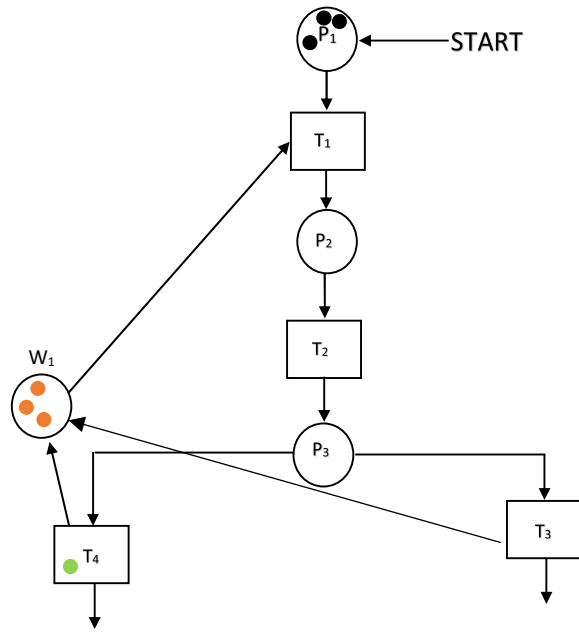 P₁
START
T₁
P₂
T₂
W₁
P₃
T₃
T₄